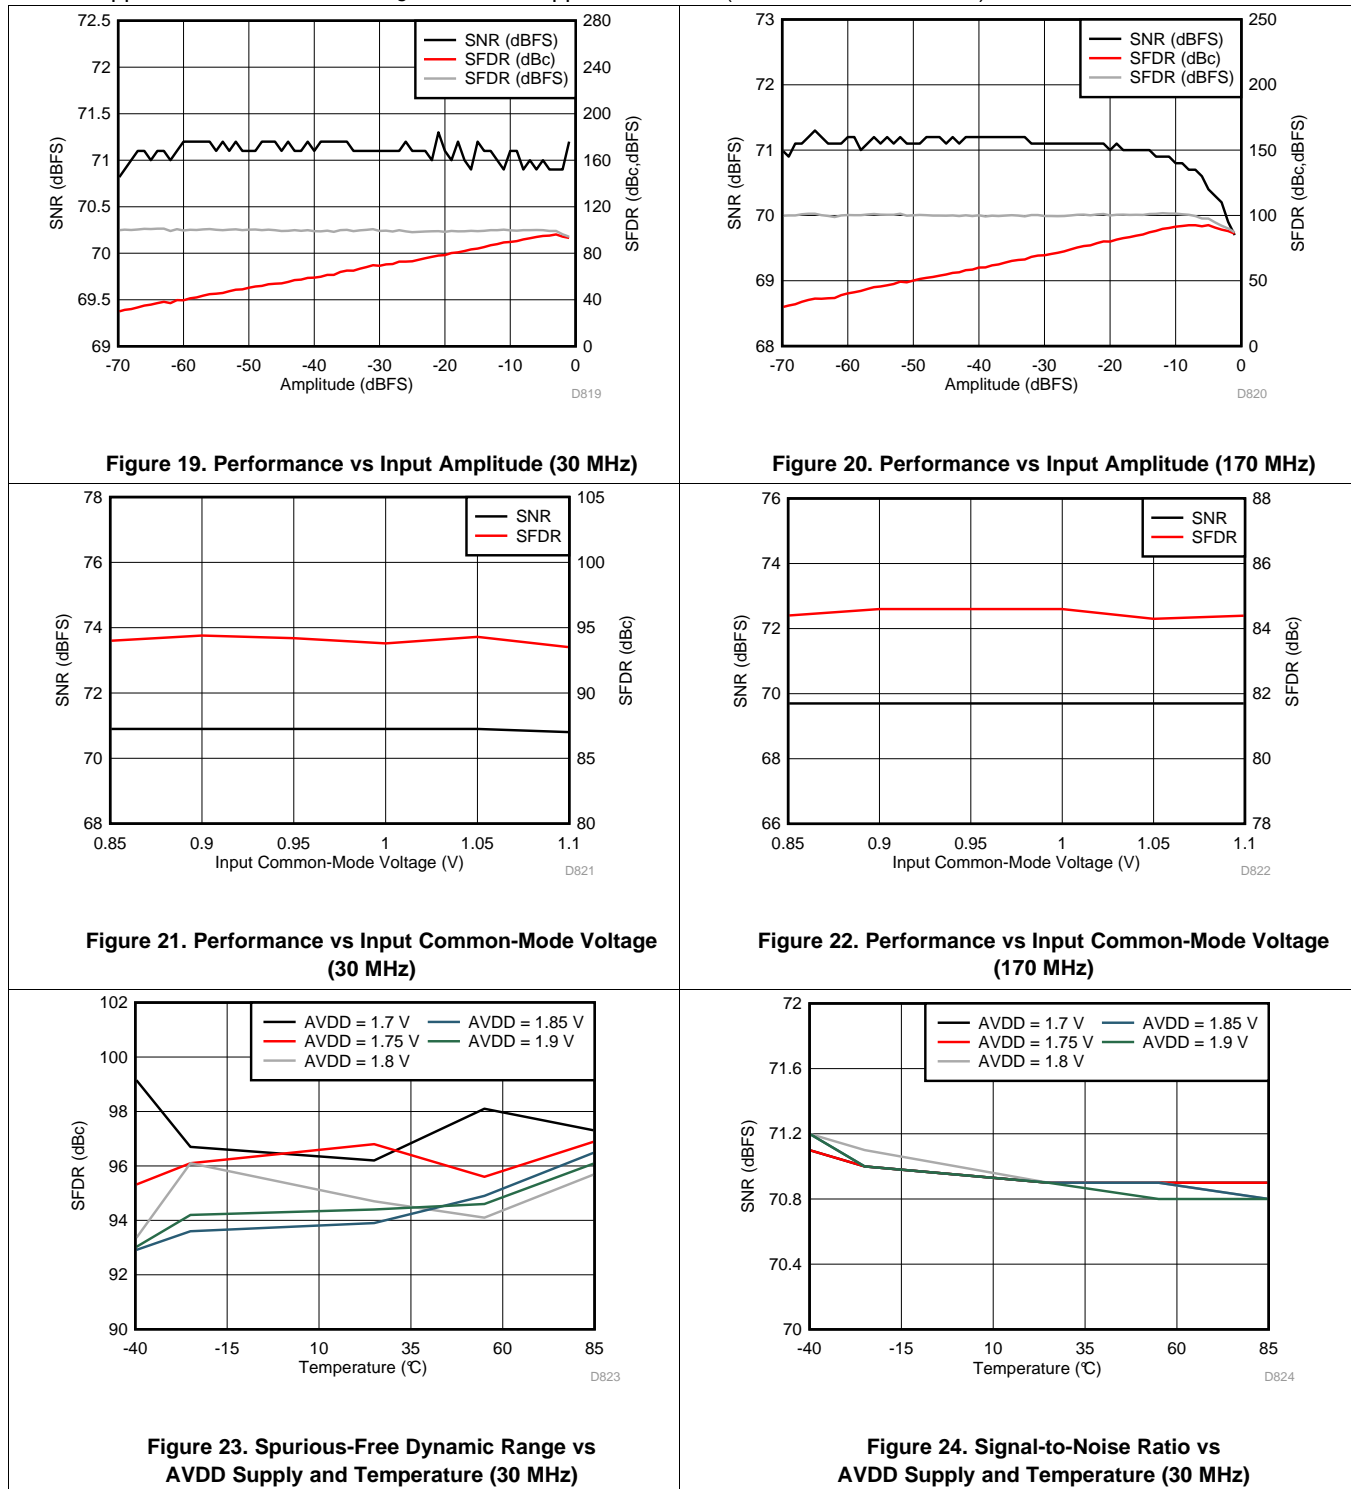 72.5
72
71.5
71
70.5
70
69.5
69
280
240
200
160
120
80
40
0
-70 -60 -50 -40 -30 -20 -10 0
SNR (dBFS)
SFDR (dBc,dBFS)
Amplitude (dBFS)
SNR (dBFS)
SFDR (dBc)
SFDR (dBFS)
D819
Figure 19. Performance vs Input Amplitude (30 MHz)
73
72
71
70
69
68
250
200
150
100
50
0
-70 -60 -50 -40 -30 -20 -10 0
SNR (dBFS)
SFDR (dBc,dBFS)
Amplitude (dBFS)
SNR (dBFS)
SFDR (dBc)
SFDR (dBFS)
D820
Figure 20. Performance vs Input Amplitude (170 MHz)
78
76
74
72
70
68
105
100
95
90
85
80
0.85 0.9 0.95 1 1.05 1.1
SNR (dBFS)
SFDR (dBc)
Input Common-Mode Voltage (V)
SNR
SFDR
D821
Figure 21. Performance vs Input Common-Mode Voltage
(30 MHz)
76
74
72
70
68
66
88
86
84
82
80
78
0.85 0.9 0.95 1 1.05 1.1
SNR (dBFS)
SFDR (dBc)
Input Common-Mode Voltage (V)
SNR
SFDR
D822
Figure 22. Performance vs Input Common-Mode Voltage
(170 MHz)
102
100
98
96
94
92
90
-40 -15 10 35 60 85
SFDR (dBc)
Temperature (°C)
AVDD = 1.7 V
AVDD = 1.75 V
AVDD = 1.8 V
AVDD = 1.85 V
AVDD = 1.9 V
D823
Figure 23. Spurious-Free Dynamic Range vs
AVDD Supply and Temperature (30 MHz)
72
71.6
71.2
70.8
70.4
70
-40 -15 10 35 60 85
SNR (dBFS)
Temperature (°C)
AVDD = 1.7 V
AVDD = 1.75 V
AVDD = 1.8 V
AVDD = 1.85 V
AVDD = 1.9 V
D824
Figure 24. Signal-to-Noise Ratio vs
AVDD Supply and Temperature (30 MHz)